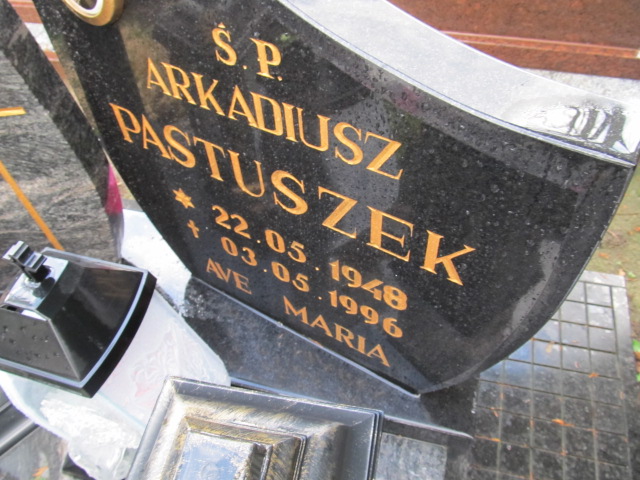 Ś.P.
ARKADIUSZ
PASTUSZEK
* 22.05.1948
✝ 03.05.1996
AVE MARIA